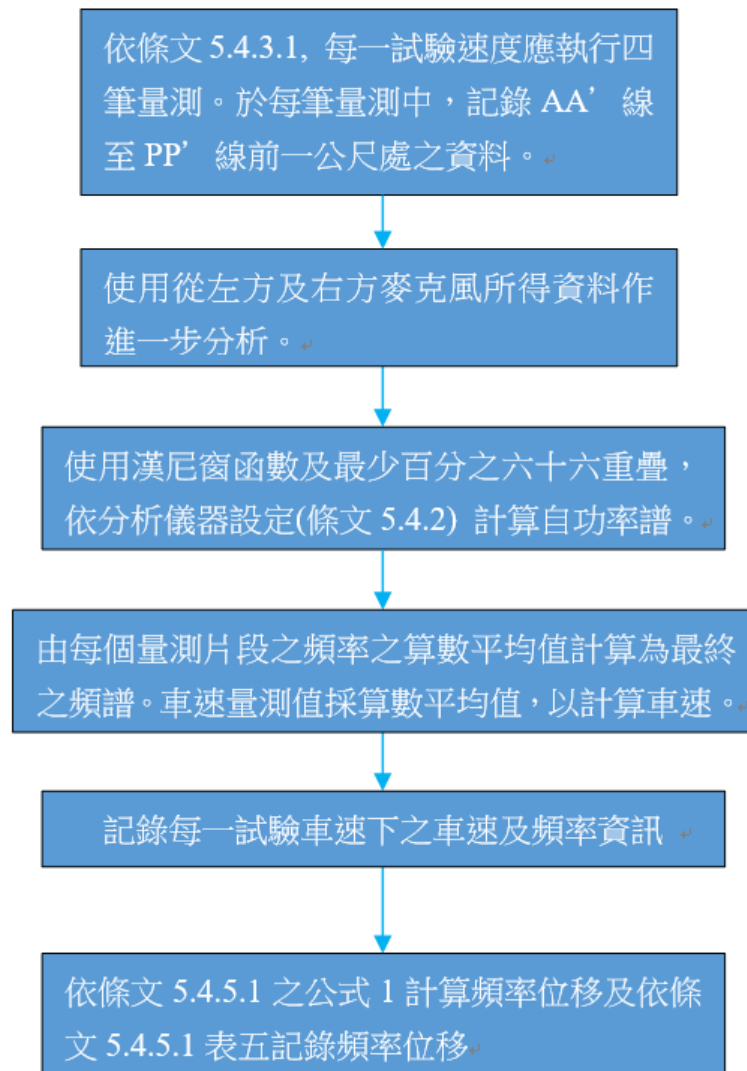 依條文 5.4.3.1, 每一試驗速度應執行四
筆量測。於每筆量測中，記錄 AA’ 線
至 PP’ 線前一公尺處之資料。
使用從左方及右方麥克風所得資料作
進一步分析。
使用漢尼窗函數及最少百分之六十六重疊，
依分析儀器設定(條文 5.4.2) 計算自功率譜。
由每個量測片段之頻率之算數平均值計算為最終
之頻譜。車速量測值採算數平均值，以計算車速。
記錄每一試驗車速下之車速及頻率資訊
依條文 5.4.5.1 之公式 1 計算頻率位移及依條
文 5.4.5.1 表五記錄頻率位移